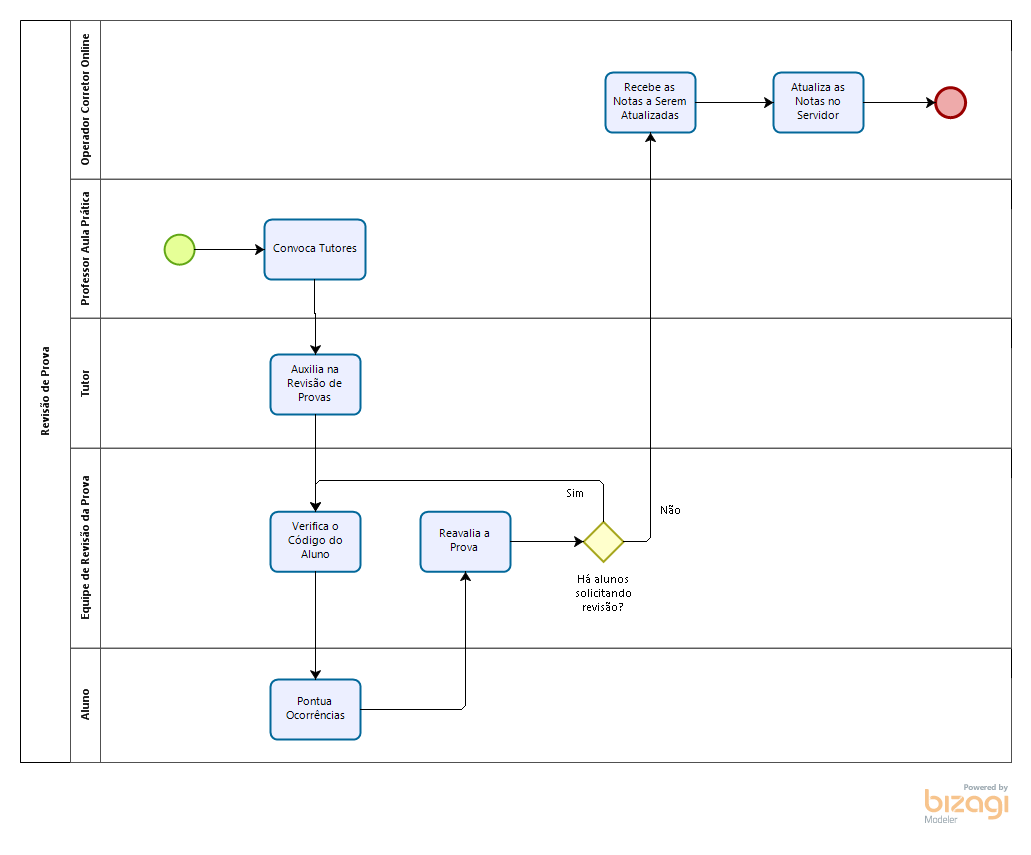 Revisão de Prova
Operador Corretor Online
Recebe as
Notas a Serem
Atualizadas
Atualiza as
Notas no
Servidor
Professor Aula Prática
Convoca Tutores
Tutor
Auxilia na
Revisão de
Provas
Equipe de Revisão da Prova
Verifica o
Código do
Aluno
Reavalia a
Prova
Sim
Não
Há alunos
solicitando
revisão?
Aluno
Pontua
Ocorrências
Powered by
bizagi
Modeler